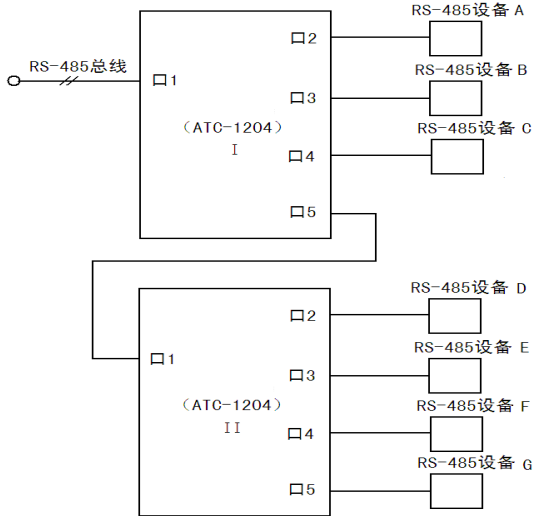 RS-485设备 A
口2
RS-485总线
口1
RS-485设备 B
口3
(ATC-1204)
I
RS-485设备 C
口4
口5
RS-485设备 D
口2
口1
RS-485设备 E
口3
(ATC-1204)
II
RS-485设备 F
口4
RS-485设备 G
口5